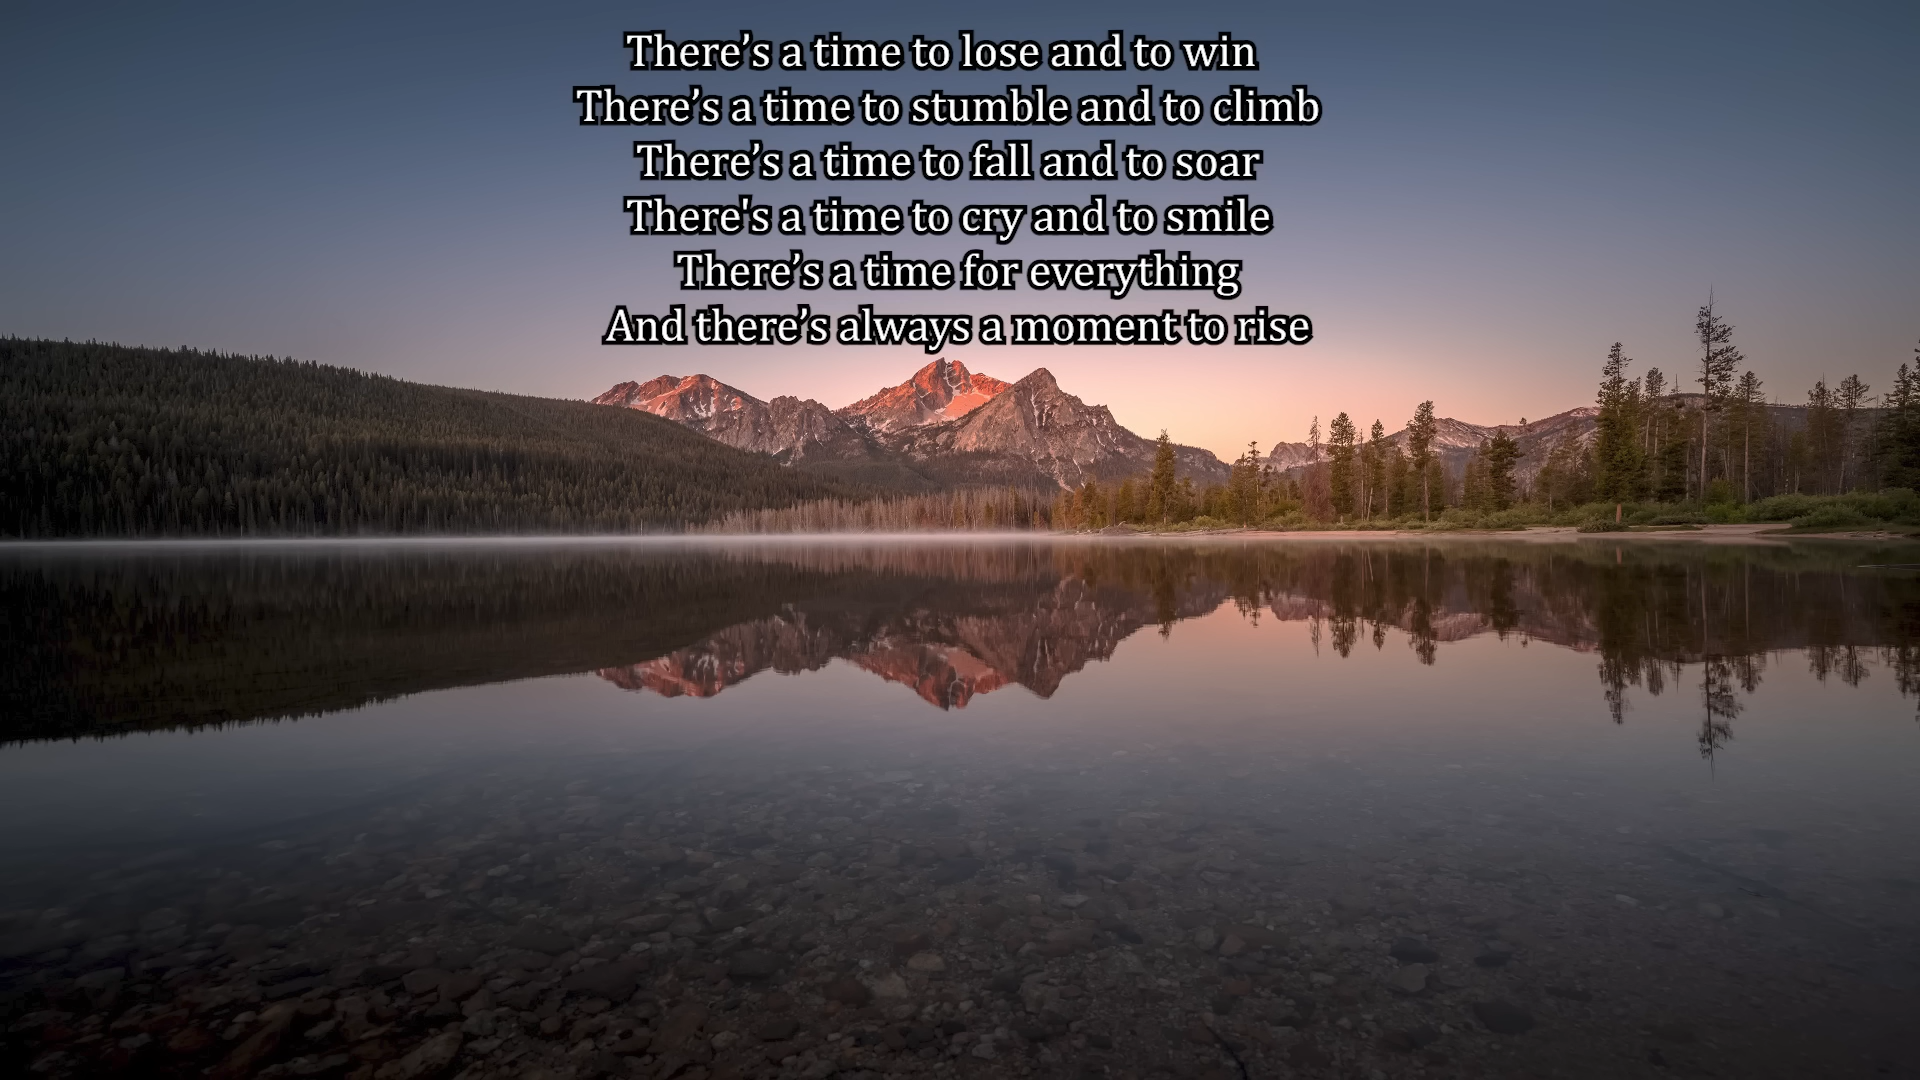 There’s a time to lose and to win
There’s a time to stumble and to climb
There’s a time to fall and to soar
There's a time to cry and to smile
There’s a time for everything
And there’s always a moment to rise